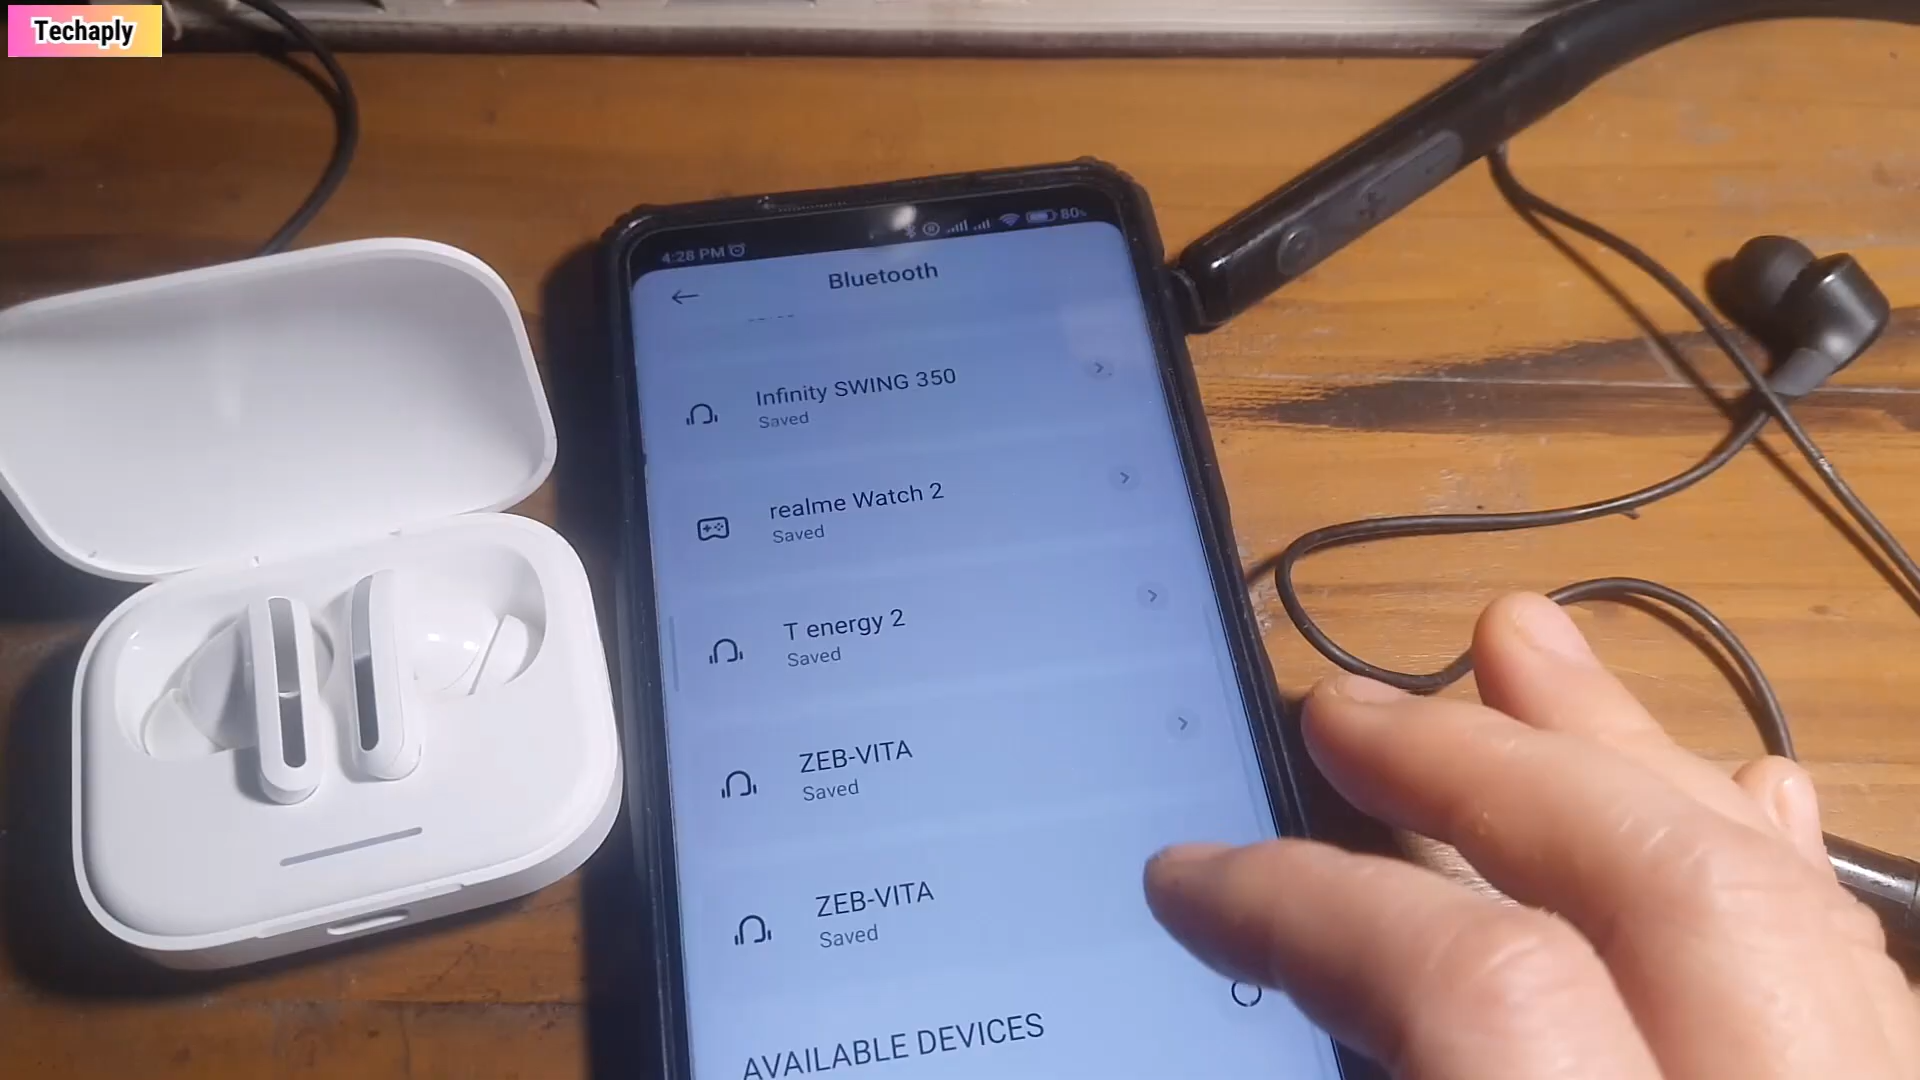 Techaply
4:28 PM
80%
Bluetooth
Infinity SWING 350
Saved
realme Watch 2
Saved
T energy 2
Saved
ZEB-VITA
Saved
ZEB-VITA
Saved
AVAILABLE DEVICES